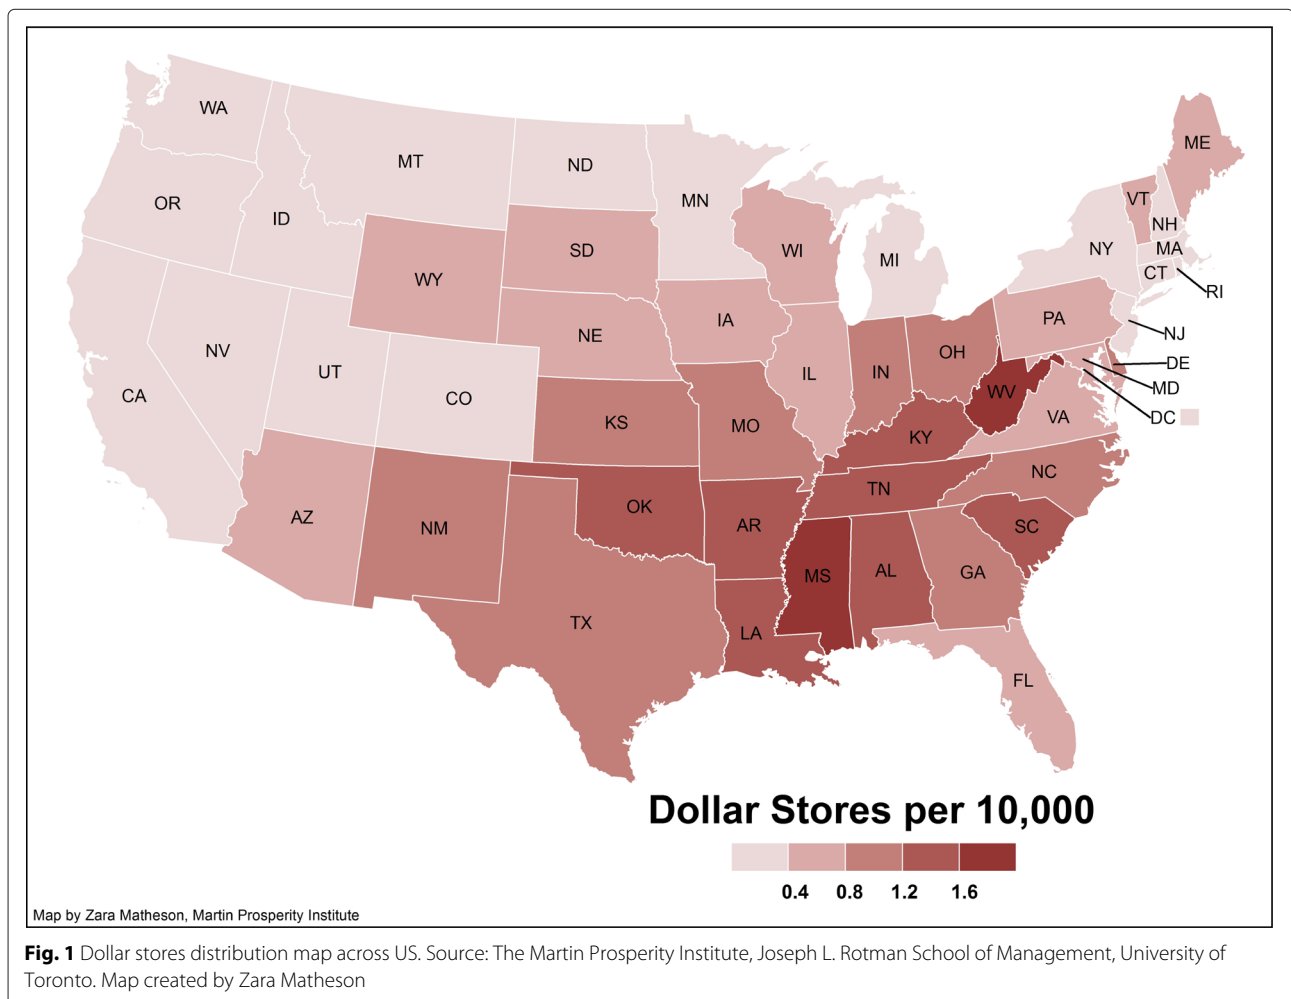 WA
OR
ID
MT
ND
MN
WY
SD
WI
MI
ME
VT
NH
NY
MA
CT
RI
NV
UT
CO
NE
IA
IL
IN
OH
PA
NJ
DE
MD
DC
CA
KS
MO
KY
WV
VA
AZ
NM
OK
AR
TN
NC
SC
TX
LA
MS
AL
GA
FL
Dollar Stores per 10,000
0.4 0.8 1.2 1.6
Map by Zara Matheson, Martin Prosperity Institute
Fig. 1 Dollar stores distribution map across US. Source: The Martin Prosperity Institute, Joseph L. Rotman School of Management, University of
Toronto. Map created by Zara Matheson